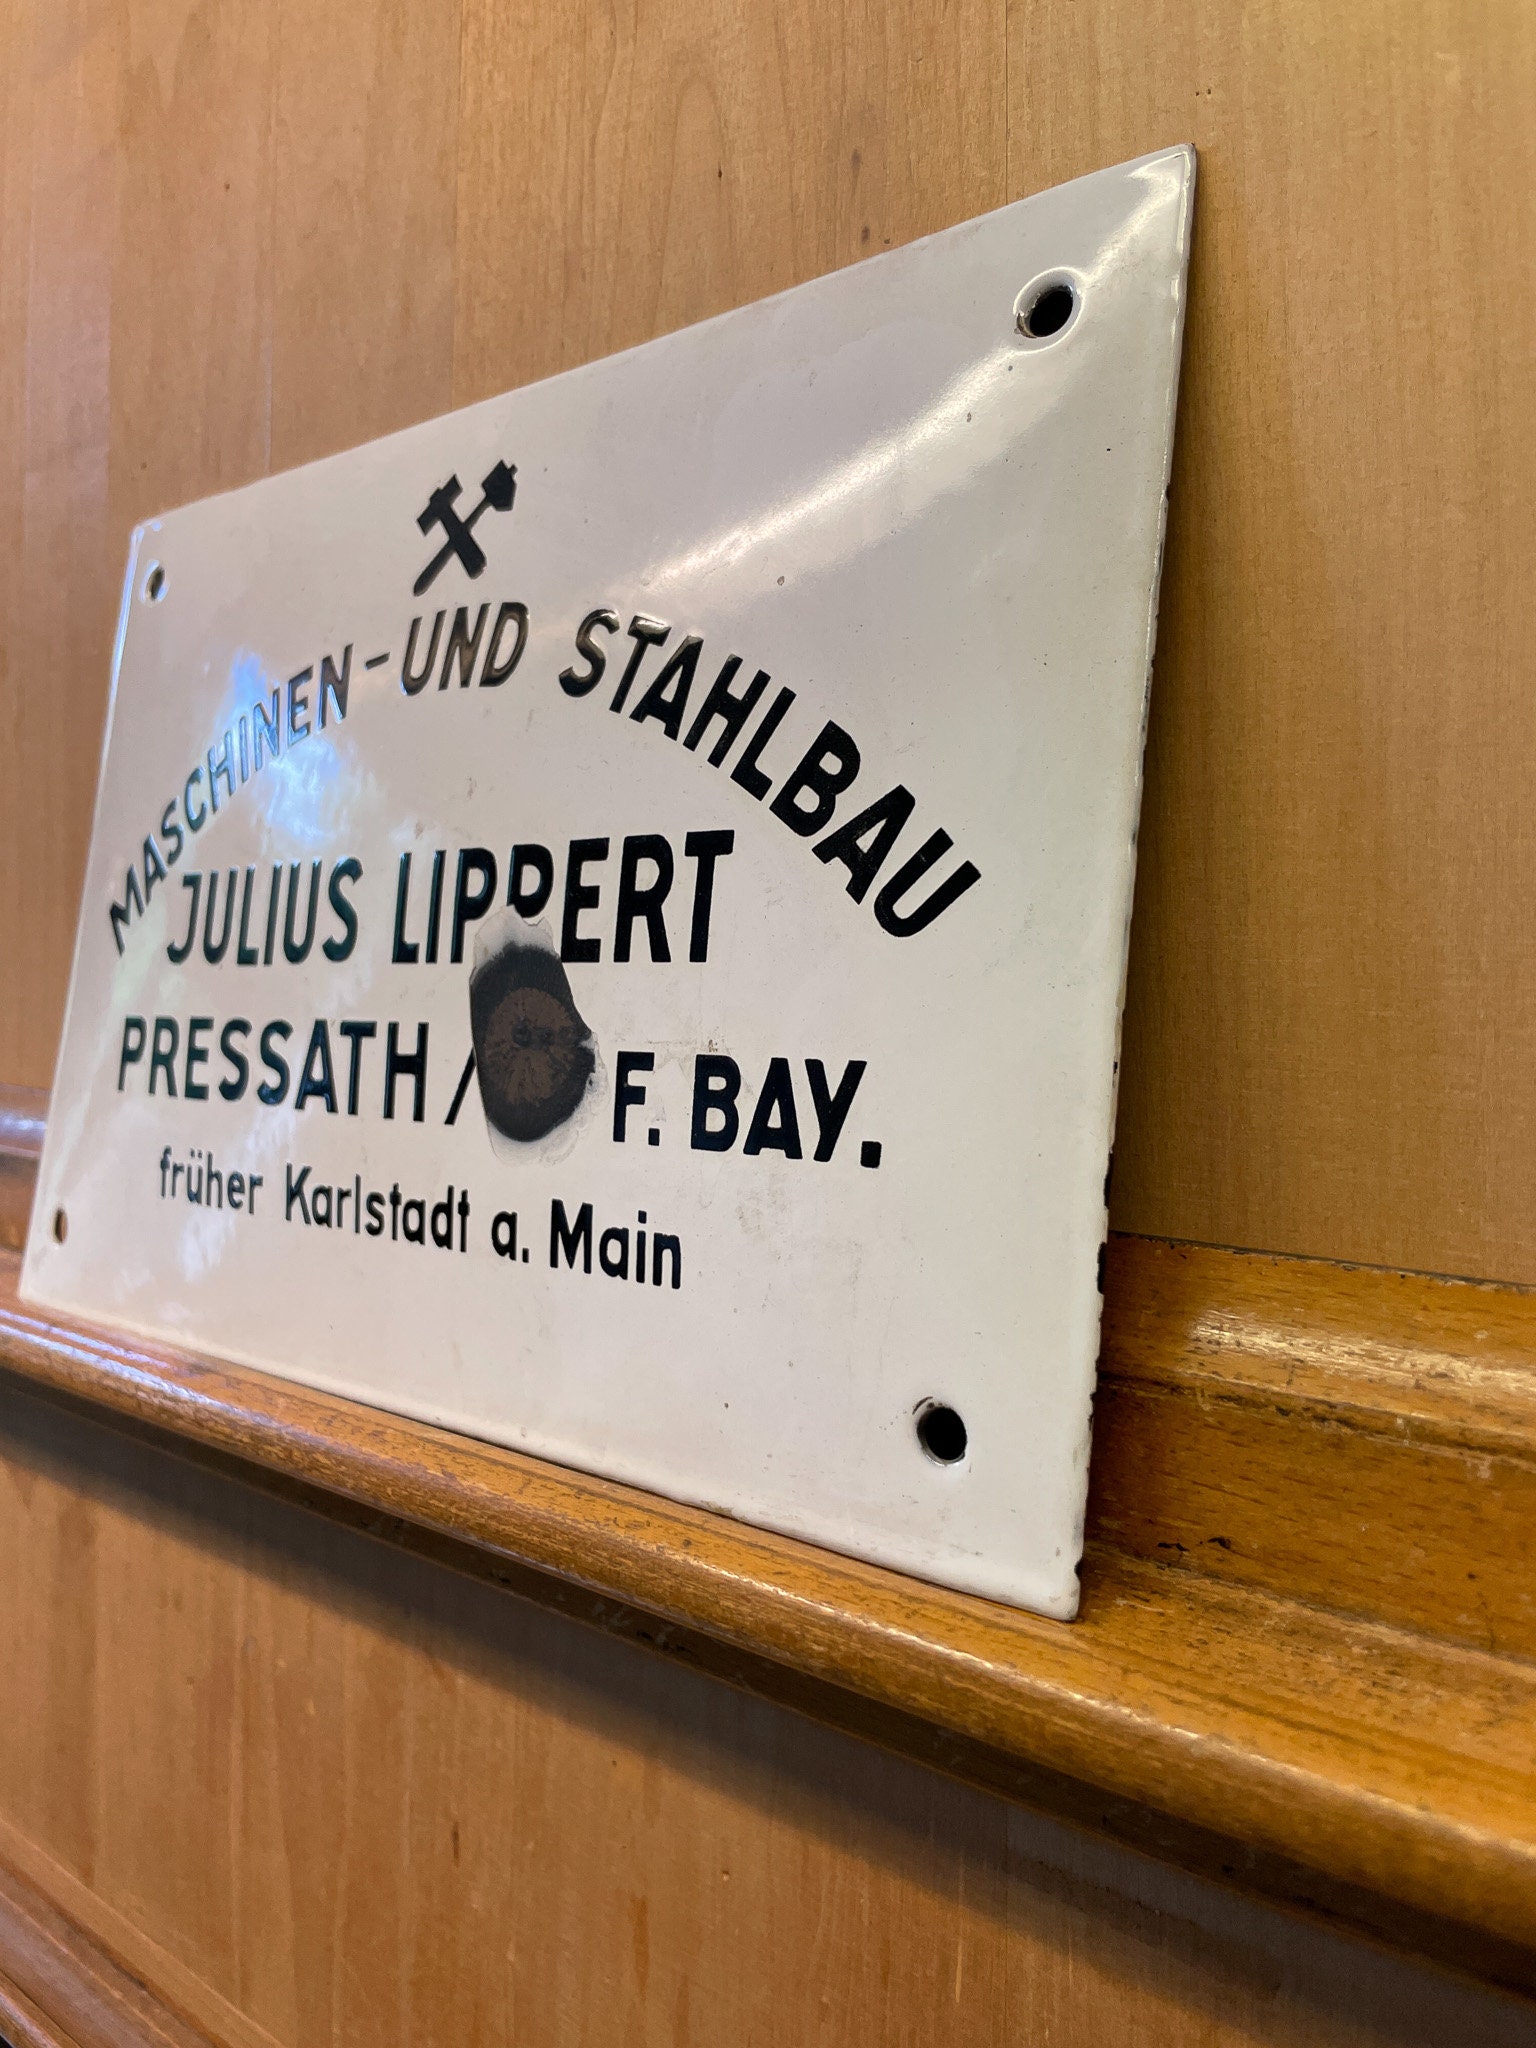 MASCHINEN-UND STAHLBAU
JULIUS LIPPERT
PRESSATH / F. BAY.
früher Karlstadt a. Main